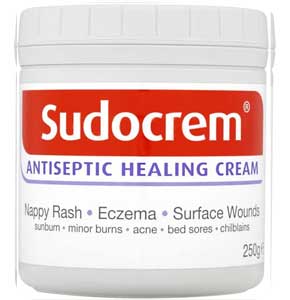 Sudocrem®
ANTISEPTIC HEALING CREAM
Nappy Rash • Eczema • Surface Wounds
sunburn • minor burns • acne • bed sores • chilblains
250g e